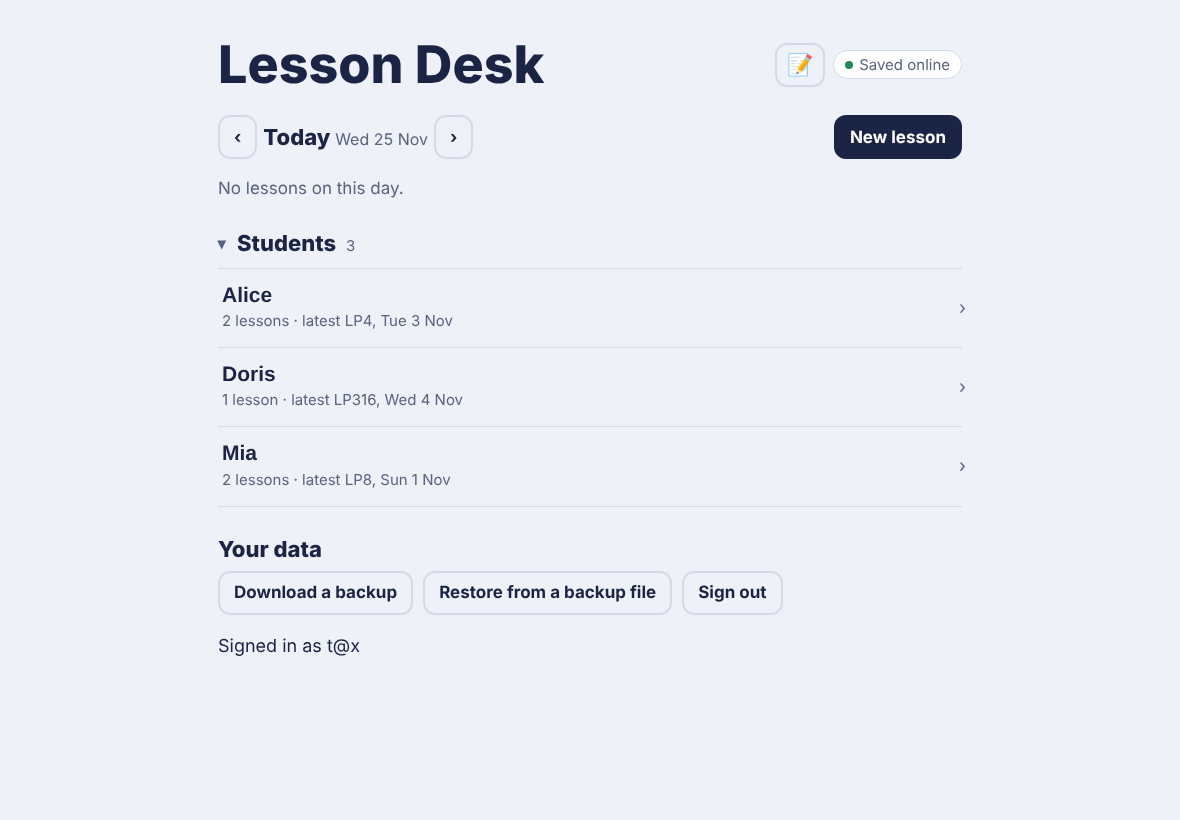 Lesson Desk
📝 Saved online
‹ Today Wed 25 Nov › New lesson
No lessons on this day.
▾ Students 3
Alice
2 lessons · latest LP4, Tue 3 Nov ›
Doris
1 lesson · latest LP316, Wed 4 Nov ›
Mia
2 lessons · latest LP8, Sun 1 Nov ›
Your data
Download a backup Restore from a backup file Sign out
Signed in as t@x